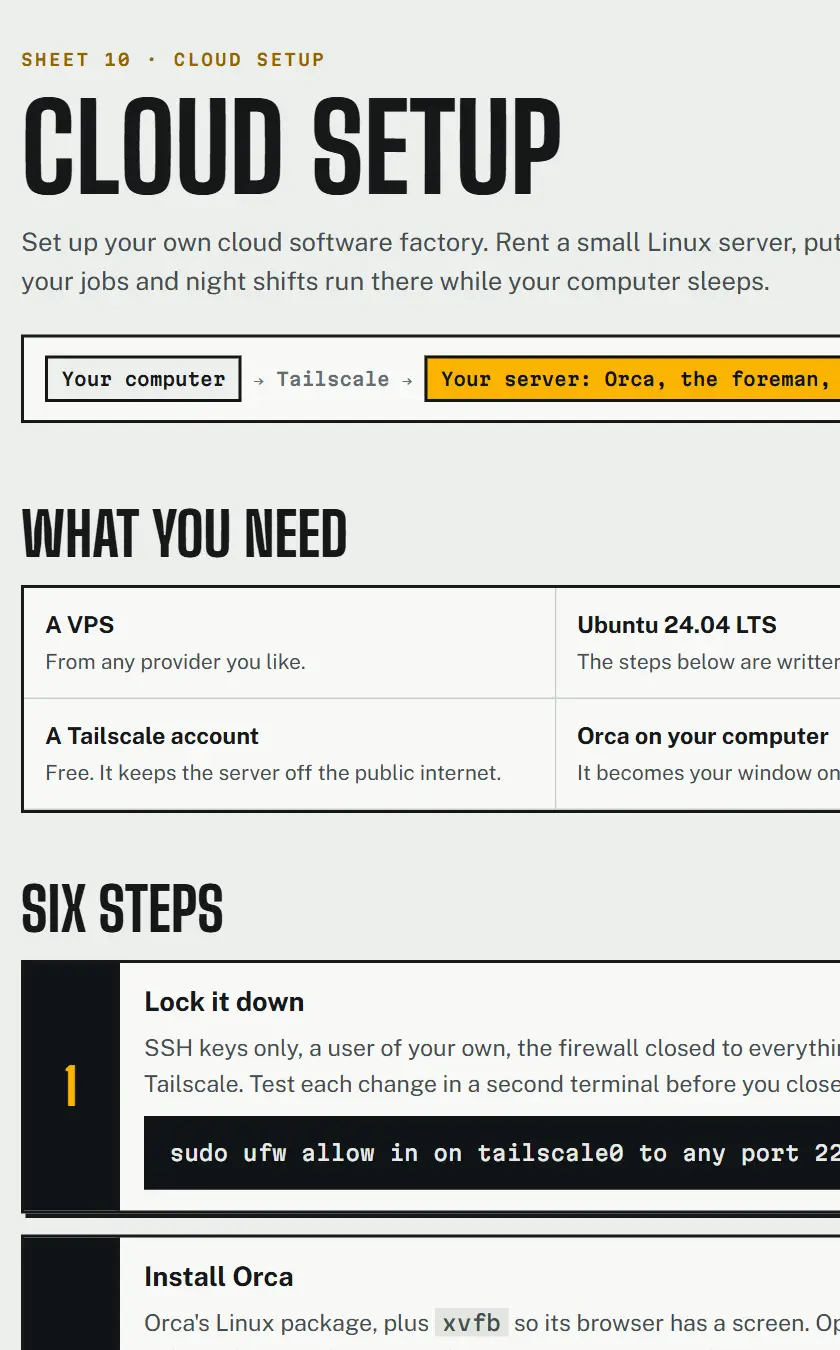 SHEET 10 · CLOUD SETUP
CLOUD SETUP
Set up your own cloud software factory. Rent a small Linux server, put
your jobs and night shifts run there while your computer sleeps.
Your computer → Tailscale → Your server: Orca, the foreman,
WHAT YOU NEED
A VPS
From any provider you like.
Ubuntu 24.04 LTS
The steps below are written
A Tailscale account
Free. It keeps the server off the public internet.
Orca on your computer
It becomes your window on
SIX STEPS
1
Lock it down
SSH keys only, a user of your own, the firewall closed to
Tailscale. Test each change in a second terminal before you close
sudo ufw allow in on tailscale0 to any port 22
Install Orca
Orca's Linux package, plus xvfb so its browser has a screen.